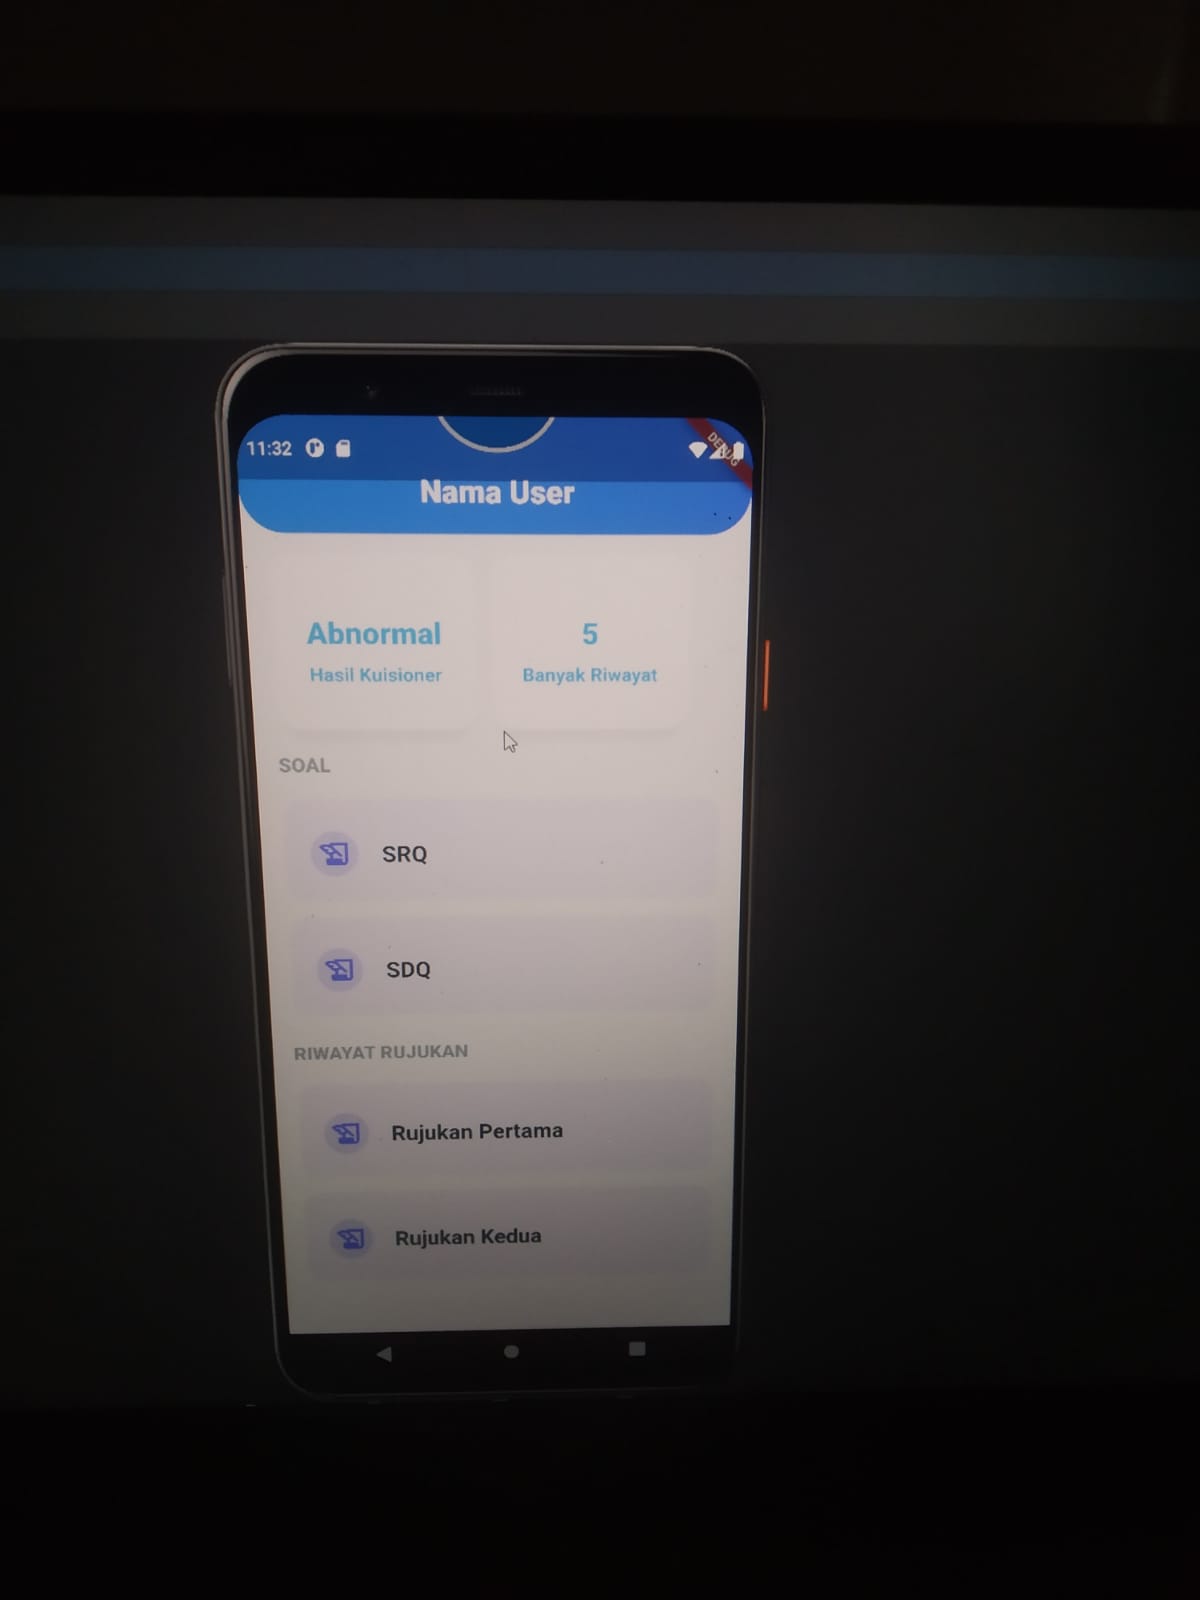 11:32
DEBUG
Nama User
Abnormal
Hasil Kuisioner
5
Banyak Riwayat
SOAL
SRQ
SDQ
RIWAYAT RUJUKAN
Rujukan Pertama
Rujukan Kedua